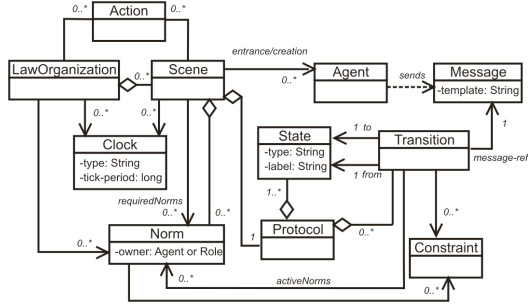 Action
0..*
0..*
LawOrganization
0..*
Scene
entrance/creation
0..*
Agent
sends
Message
-template: String
0..*
0..*
Clock
-type: String
-tick-period: long
State
-type: String
-label: String
1 to
1 from
Transition
1
message-ref
requiredNorms
0..*
0..*
1..*
Norm
-owner: Agent or Role
0..*
1
Protocol
0..*
0..*
Constraint
activeNorms
0..*
0..*